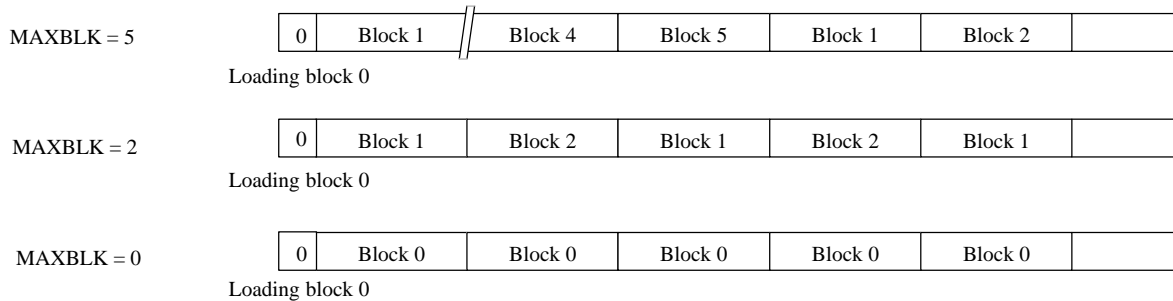 MAXBLK = 5 0 Block 1 Block 4 Block 5 Block 1 Block 2
Loading block 0
MAXBLK = 2 0 Block 1 Block 2 Block 1 Block 2 Block 1
Loading block 0
MAXBLK = 0 0 Block 0 Block 0 Block 0 Block 0 Block 0
Loading block 0